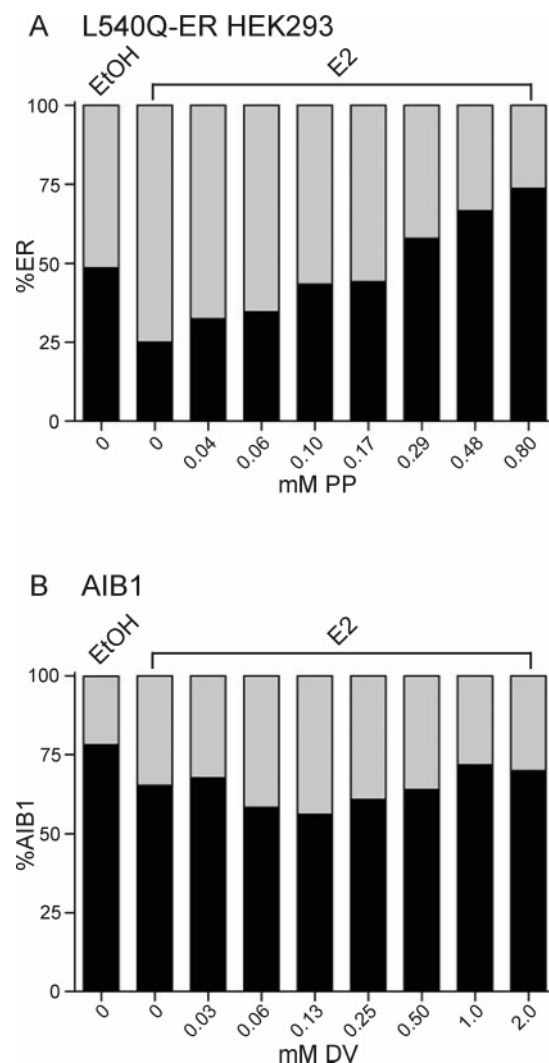 A L540Q-ER HEK293
EtOH
E2
100
75
50
25
0
%ER
0 0 0.04 0.06 0.10 0.17 0.29 0.48 0.80
mM PP
B AIB1
EtOH
E2
100
75
50
25
0
%AIB1
0 0 0.03 0.06 0.13 0.25 0.50 1.0 2.0
mM DV